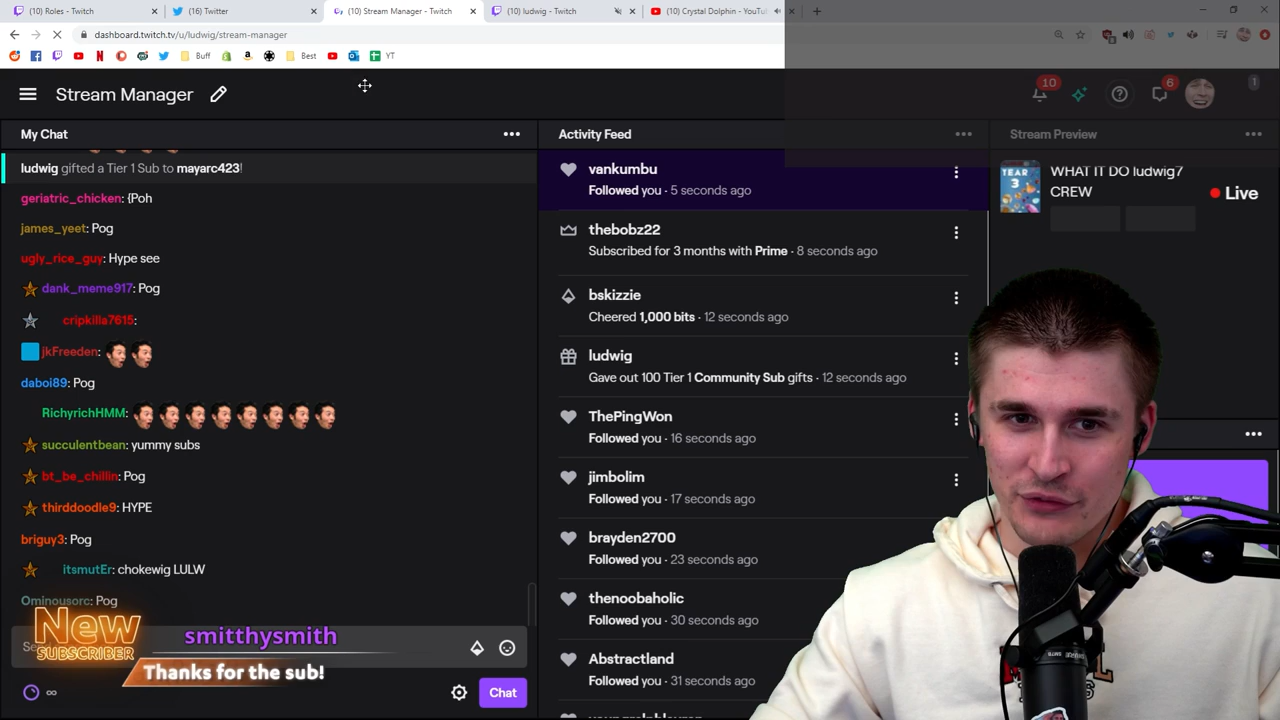 (10) Roles - Twitch
(16) Twitter
(10) Stream Manager - Twitch
(10) ludwig - Twitch
(10) Crystal Dolphin - YouTu
dashboard.twitch.tv/u/ludwig/stream-manager
Buff
Best
YT
Stream Manager
10
6
1
My Chat
ludwig gifted a Tier 1 Sub to mayarc423!
geriatric_chicken: {Poh
james_yeet: Pog
ugly_rice_guy: Hype see
dank_meme917: Pog
cripkilla7615:
jkFreeden:
daboi89: Pog
RichyrichHMM:
succulentbean: yummy subs
bt_be_chillin: Pog
thirddoodle9: HYPE
briguy3: Pog
itsmutEr: chokewig LULW
Ominousorc: Pog
New
SUBSCRIBER
smitthysmith
Thanks for the sub!
∞
Chat
Activity Feed
vankumbu
Followed you · 5 seconds ago
thebobz22
Subscribed for 3 months with Prime · 8 seconds ago
bskizzie
Cheered 1,000 bits · 12 seconds ago
ludwig
Gave out 100 Tier 1 Community Sub gifts · 12 seconds ago
ThePingWon
Followed you · 16 seconds ago
jimbolim
Followed you · 17 seconds ago
brayden2700
Followed you · 23 seconds ago
thenoobaholic
Followed you · 30 seconds ago
Abstractland
Followed you · 31 seconds ago
Stream Preview
YEAR
3
WHAT IT DO ludwig7
CREW
Live